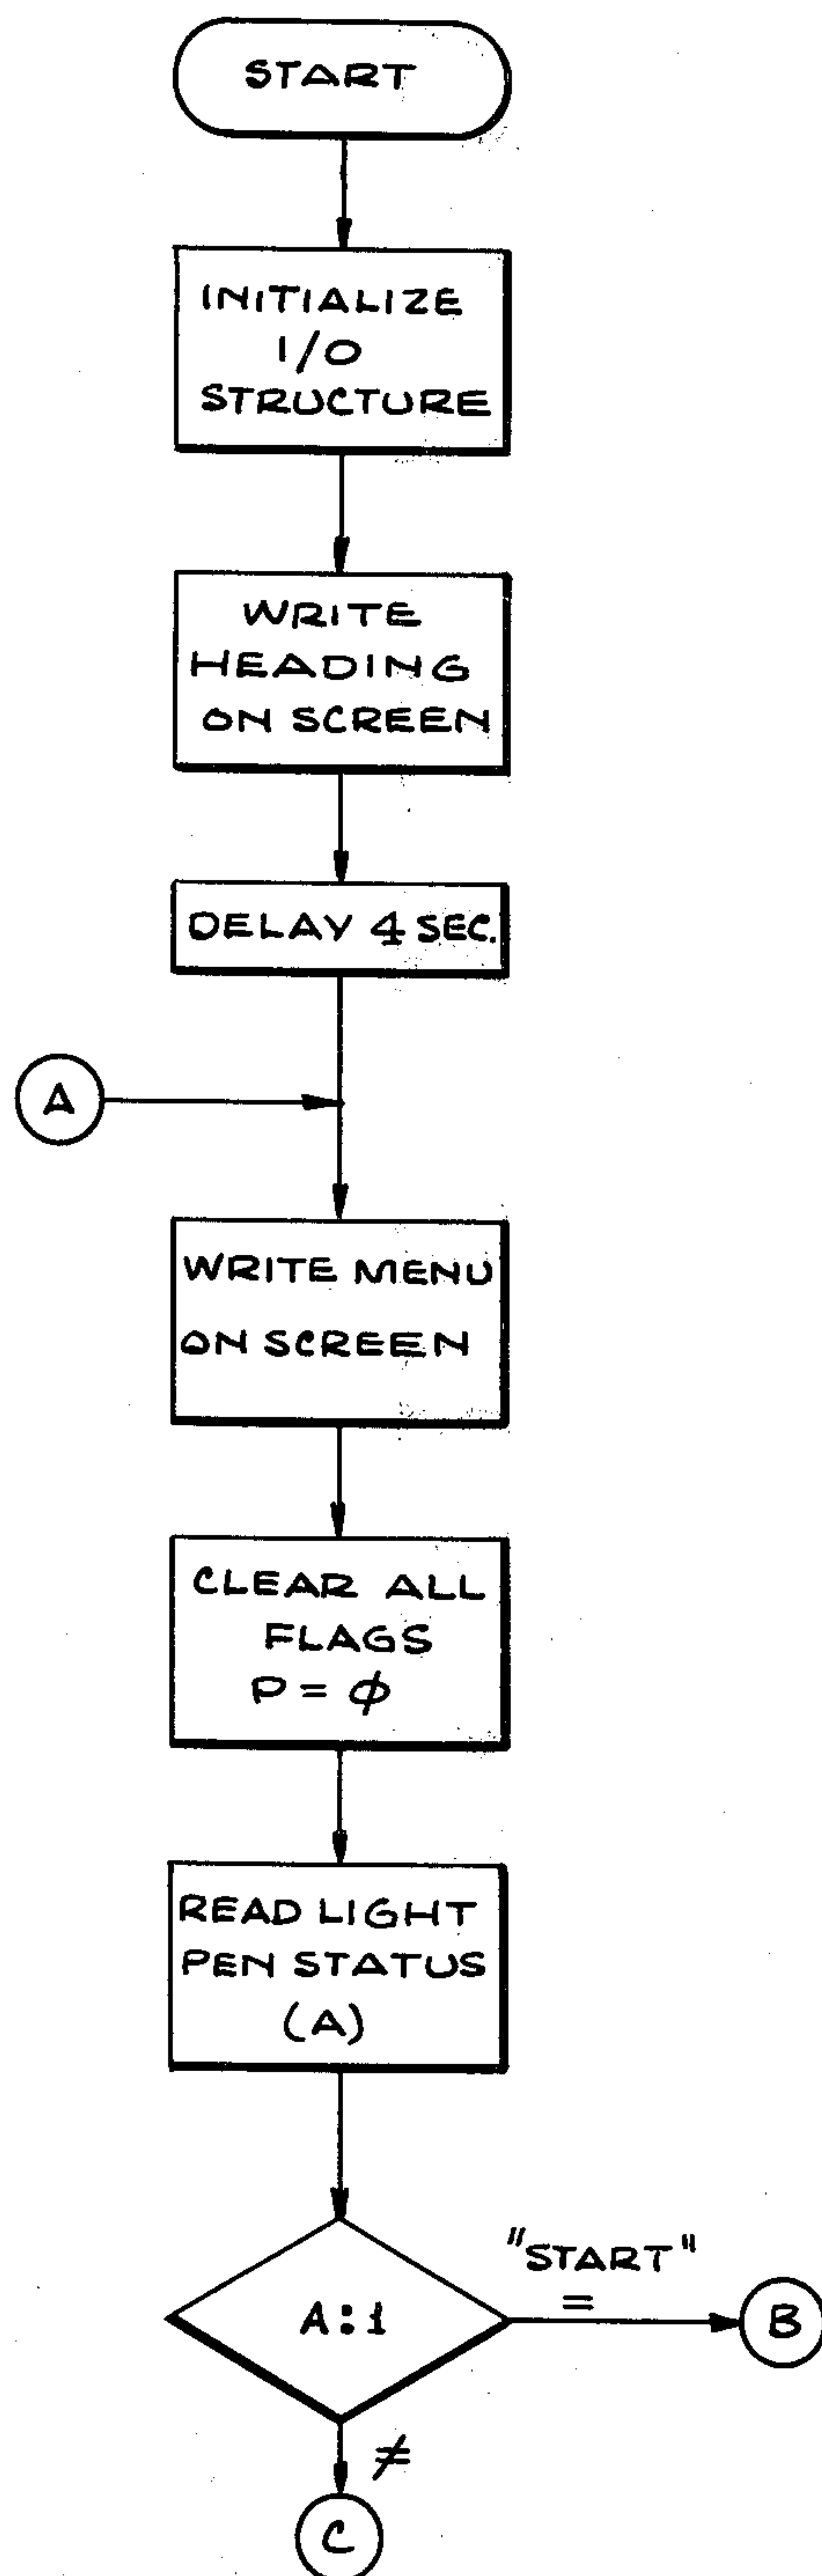 START
INITIALIZE
I/O
STRUCTURE
WRITE
HEADING
ON SCREEN
DELAY 4 SEC.
A
WRITE MENU
ON SCREEN
CLEAR ALL
FLAGS
P = ϕ
READ LIGHT
PEN STATUS
(A)
A:1
"START"
=
B
≠
C